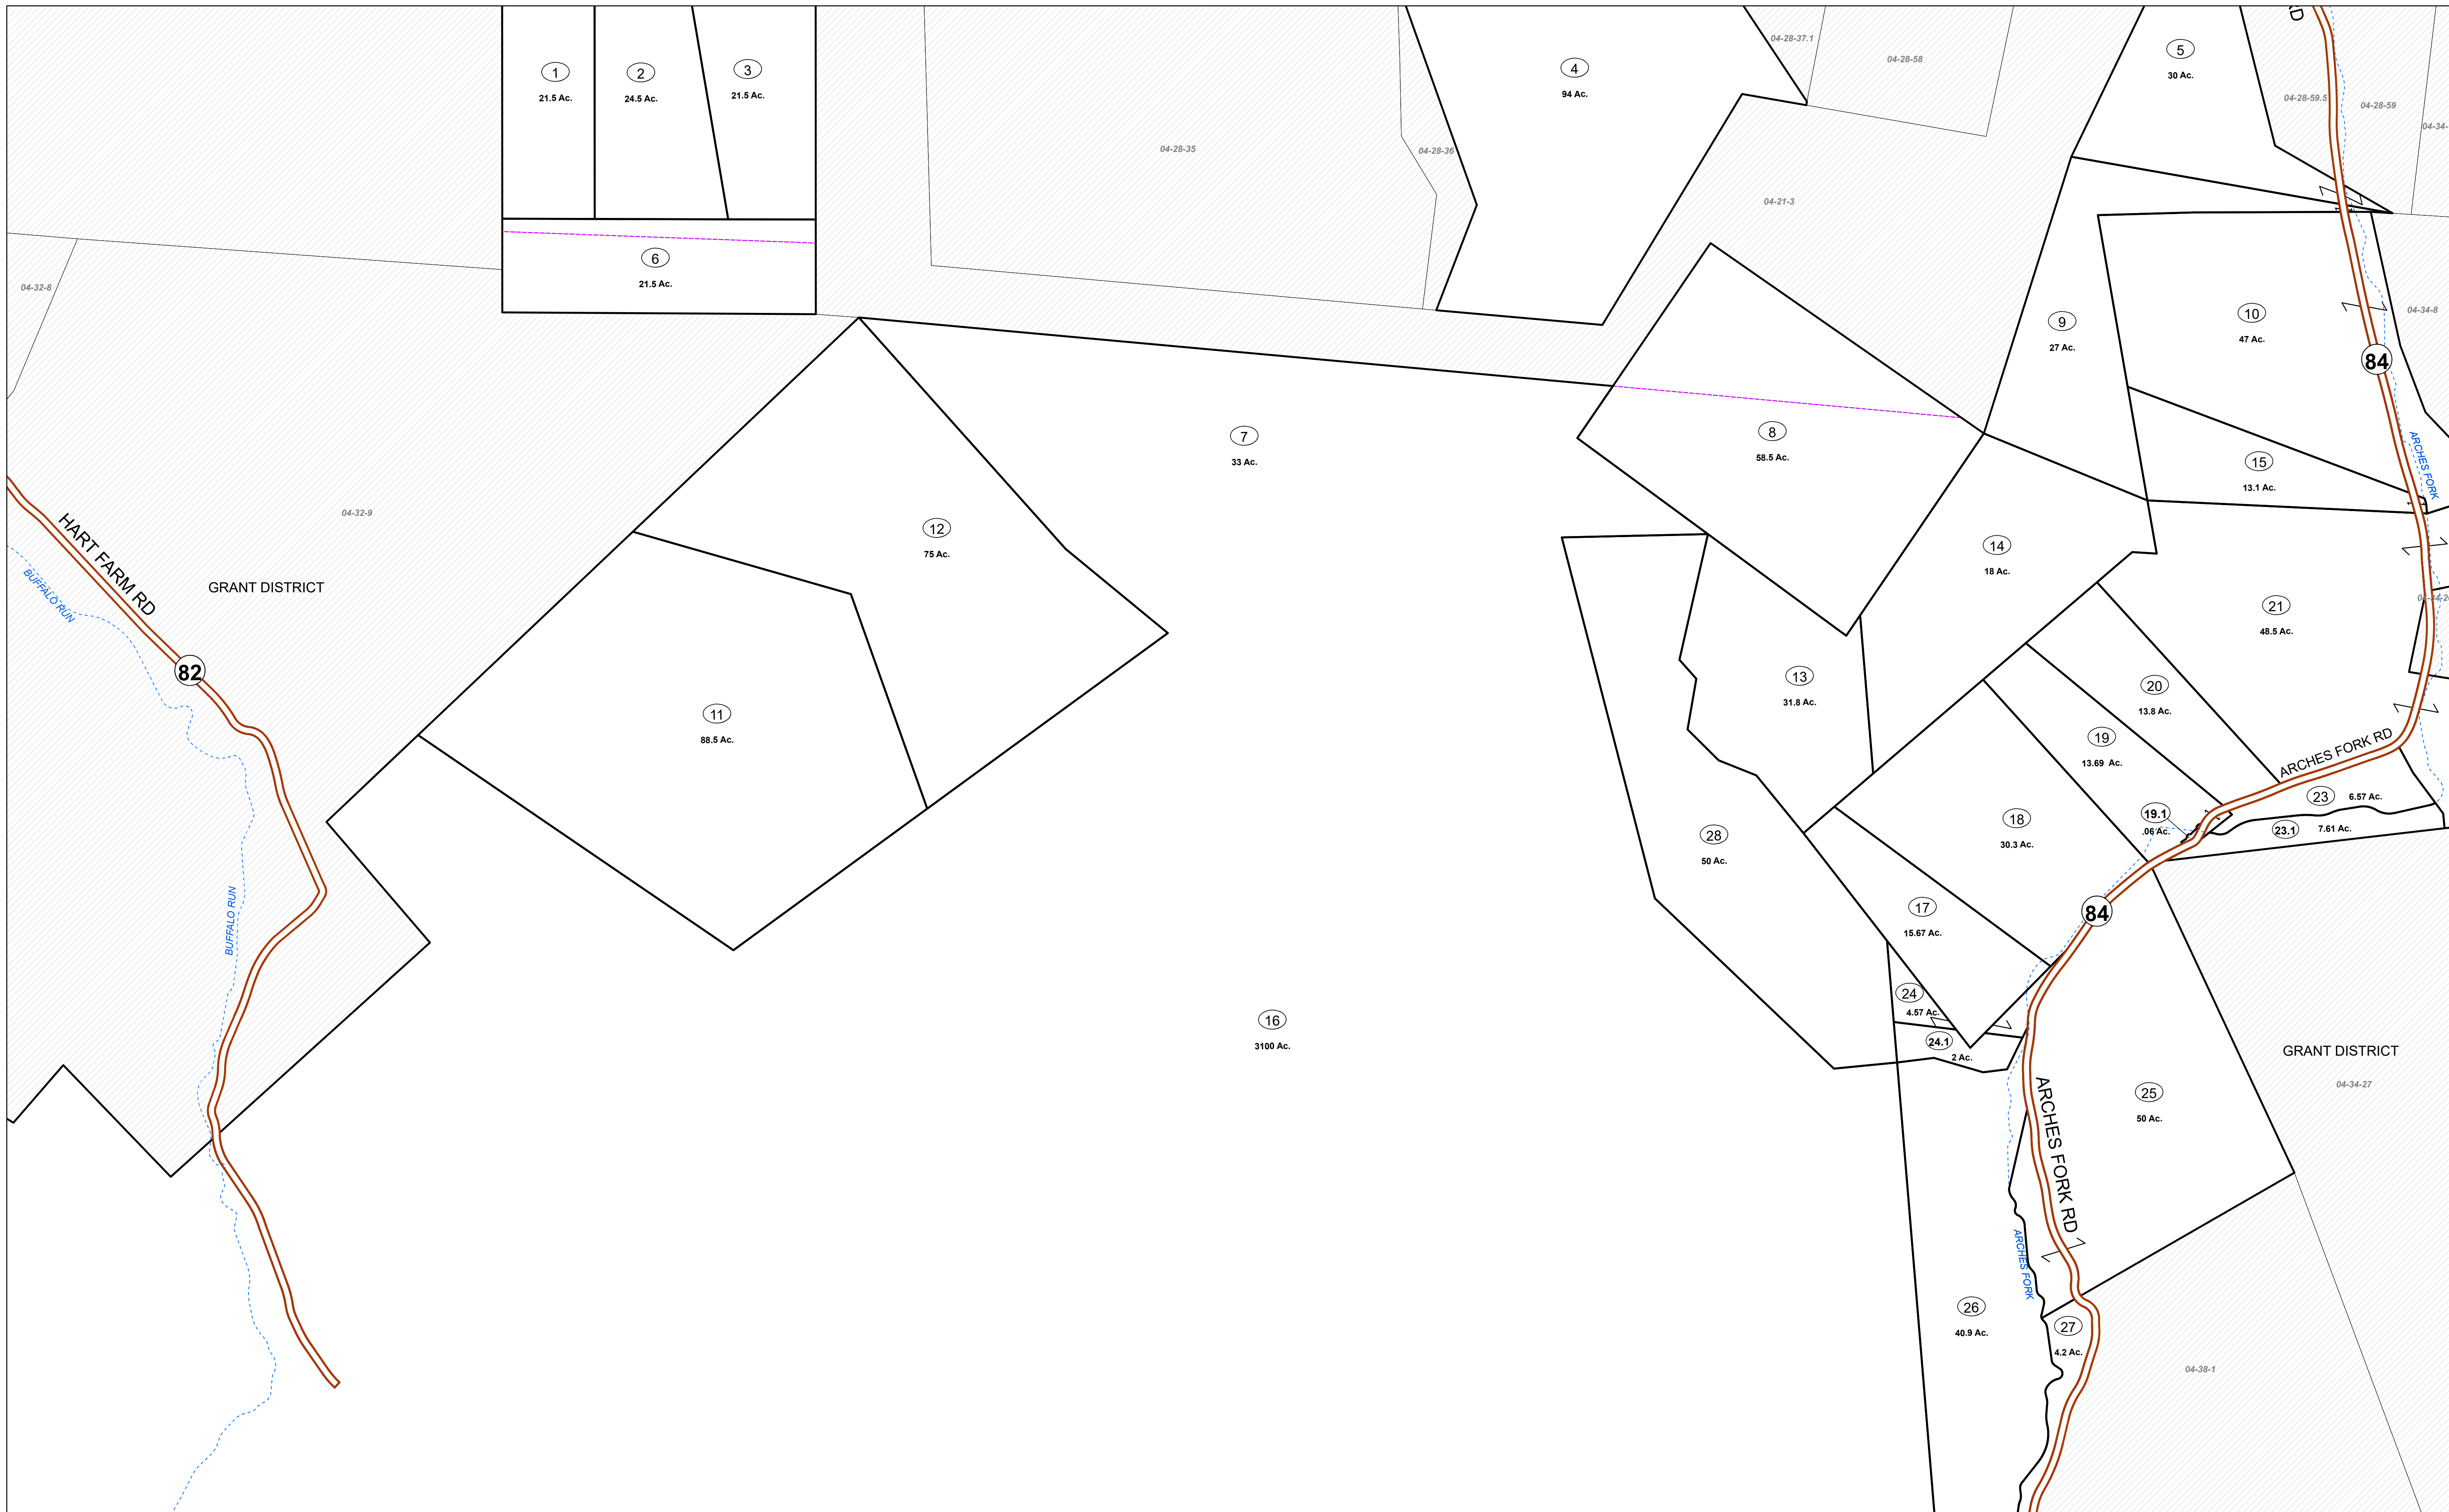 1
21.5 Ac.
2
24.5 Ac.
3
21.5 Ac.
4
94 Ac.
04-28-37.1
04-28-58
5
30 Ac.
RD
04-28-59.5
04-28-59
04-34-
04-28-35
04-28-36
04-21-3
04-32-8
6
21.5 Ac.
9
27 Ac.
10
47 Ac.
04-34-8
84
7
33 Ac.
8
58.5 Ac.
15
13.1 Ac.
ARCHES FORK
04-32-9
12
75 Ac.
14
18 Ac.
HART FARM RD
BUFFALO RUN
GRANT DISTRICT
82
21
48.5 Ac.
11
88.5 Ac.
13
31.8 Ac.
20
13.8 Ac.
19
13.69 Ac.
ARCHES FORK RD
23
6.57 Ac.
19.1
.06 Ac.
23.1
7.61 Ac.
18
30.3 Ac.
28
50 Ac.
BUFFALO RUN
17
15.67 Ac.
84
24
4.57 Ac.
24.1
2 Ac.
16
3100 Ac.
GRANT DISTRICT
04-34-27
25
50 Ac.
ARCHES FORK RD
ARCHES FORK
26
40.9 Ac.
27
4.2 Ac.
04-38-1